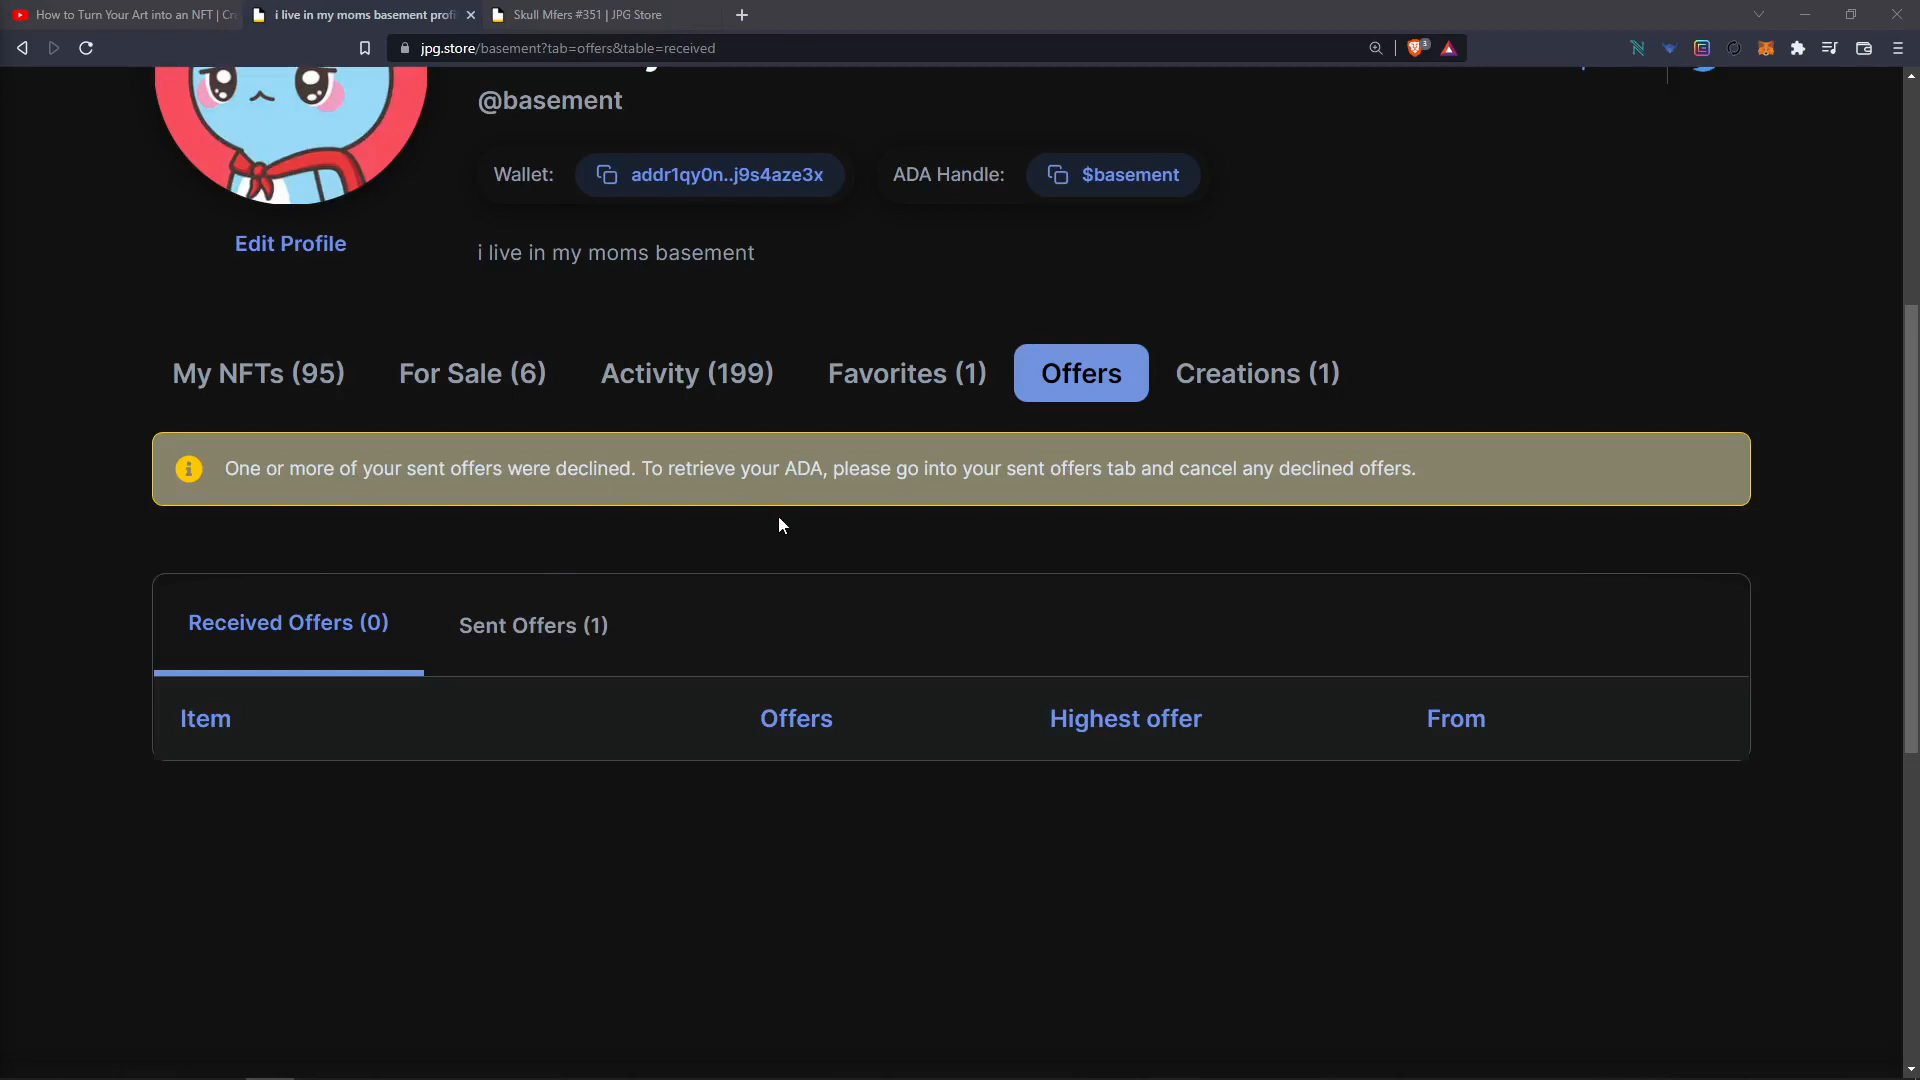 How to Turn Your Art into an NFT | Cr
i live in my moms basement profi
Skull Mfers #351 | JPG Store
jpg.store/basement?tab=offers&table=received
3
@basement
Wallet:
addr1qy0n..j9s4aze3x
ADA Handle:
$basement
Edit Profile
i live in my moms basement
My NFTs (95)
For Sale (6)
Activity (199)
Favorites (1)
Offers
Creations (1)
One or more of your sent offers were declined. To retrieve your ADA, please go into your sent offers tab and cancel any declined offers.
Received Offers (0)
Sent Offers (1)
Item
Offers
Highest offer
From